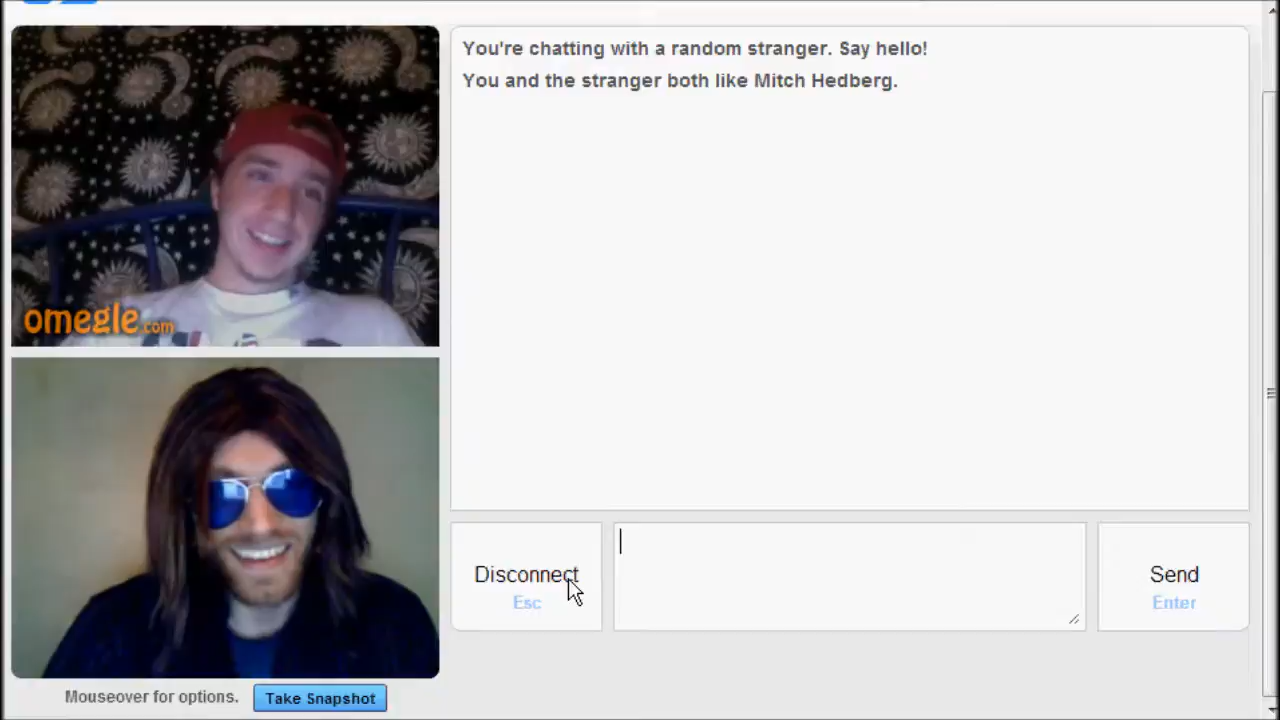 You're chatting with a random stranger. Say hello!
You and the stranger both like Mitch Hedberg.
omegle.com
Disconnect
Esc
Send
Enter
Mouseover for options.
Take Snapshot